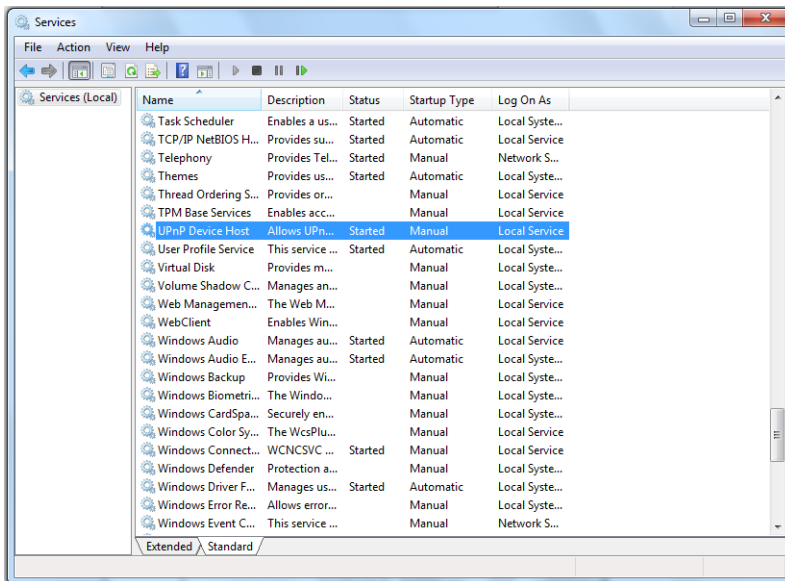 Services
File Action View Help
Services (Local)
Name Description Status Startup Type Log On As
Task Scheduler Enables a us... Started Automatic Local Syste...
TCP/IP NetBIOS H... Provides su... Started Automatic Local Service
Telephony Provides Tel... Started Manual Network S...
Themes Provides us... Started Automatic Local Syste...
Thread Ordering S... Provides or... Manual Local Service
TPM Base Services Enables acc... Manual Local Service
UPnP Device Host Allows UPn... Started Manual Local Service
User Profile Service This service ... Started Automatic Local Syste...
Virtual Disk Provides m... Manual Local Syste...
Volume Shadow C... Manages an... Manual Local Syste...
Web Managemen... The Web M... Manual Local Service
WebClient Enables Win... Manual Local Service
Windows Audio Manages au... Started Automatic Local Service
Windows Audio E... Manages au... Started Automatic Local Syste...
Windows Backup Provides Wi... Manual Local Syste...
Windows Biometri... The Windo... Manual Local Syste...
Windows CardSpa... Securely en... Manual Local Syste...
Windows Color Sy... The WcsPlu... Manual Local Service
Windows Connect... WCNCSVC ... Started Manual Local Service
Windows Defender Protection a... Manual Local Syste...
Windows Driver F... Manages us... Started Automatic Local Syste...
Windows Error Re... Allows error... Manual Local Syste...
Windows Event C... This service ... Manual Network S...
Extended Standard